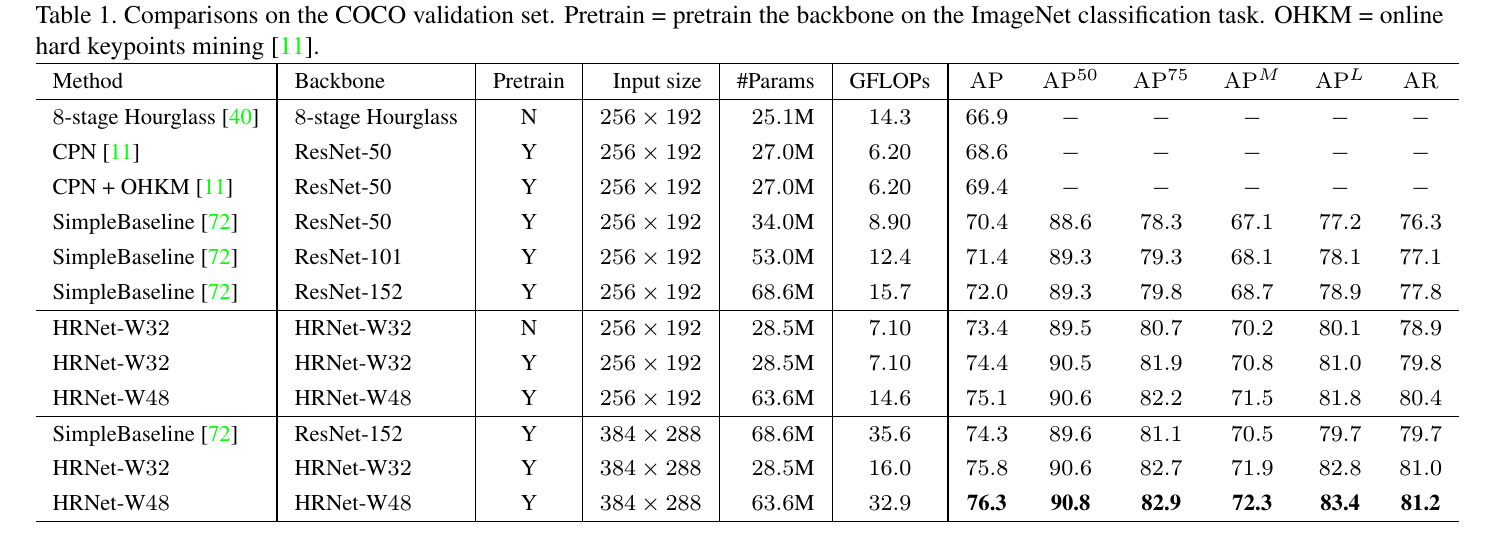 Table 1. Comparisons on the COCO validation set. Pretrain = pretrain the backbone on the ImageNet classification task. OHKM = online
hard keypoints mining [11].
Method Backbone Pretrain Input size #Params GFLOPs AP AP^50 AP^75 AP^M AP^L AR
8-stage Hourglass [40] 8-stage Hourglass N 256 × 192 25.1M 14.3 66.9 − − − − −
CPN [11] ResNet-50 Y 256 × 192 27.0M 6.20 68.6 − − − − −
CPN + OHKM [11] ResNet-50 Y 256 × 192 27.0M 6.20 69.4 − − − − −
SimpleBaseline [72] ResNet-50 Y 256 × 192 34.0M 8.90 70.4 88.6 78.3 67.1 77.2 76.3
SimpleBaseline [72] ResNet-101 Y 256 × 192 53.0M 12.4 71.4 89.3 79.3 68.1 78.1 77.1
SimpleBaseline [72] ResNet-152 Y 256 × 192 68.6M 15.7 72.0 89.3 79.8 68.7 78.9 77.8
HRNet-W32 HRNet-W32 N 256 × 192 28.5M 7.10 73.4 89.5 80.7 70.2 80.1 78.9
HRNet-W32 HRNet-W32 Y 256 × 192 28.5M 7.10 74.4 90.5 81.9 70.8 81.0 79.8
HRNet-W48 HRNet-W48 Y 256 × 192 63.6M 14.6 75.1 90.6 82.2 71.5 81.8 80.4
SimpleBaseline [72] ResNet-152 Y 384 × 288 68.6M 35.6 74.3 89.6 81.1 70.5 79.7 79.7
HRNet-W32 HRNet-W32 Y 384 × 288 28.5M 16.0 75.8 90.6 82.7 71.9 82.8 81.0
HRNet-W48 HRNet-W48 Y 384 × 288 63.6M 32.9 76.3 90.8 82.9 72.3 83.4 81.2